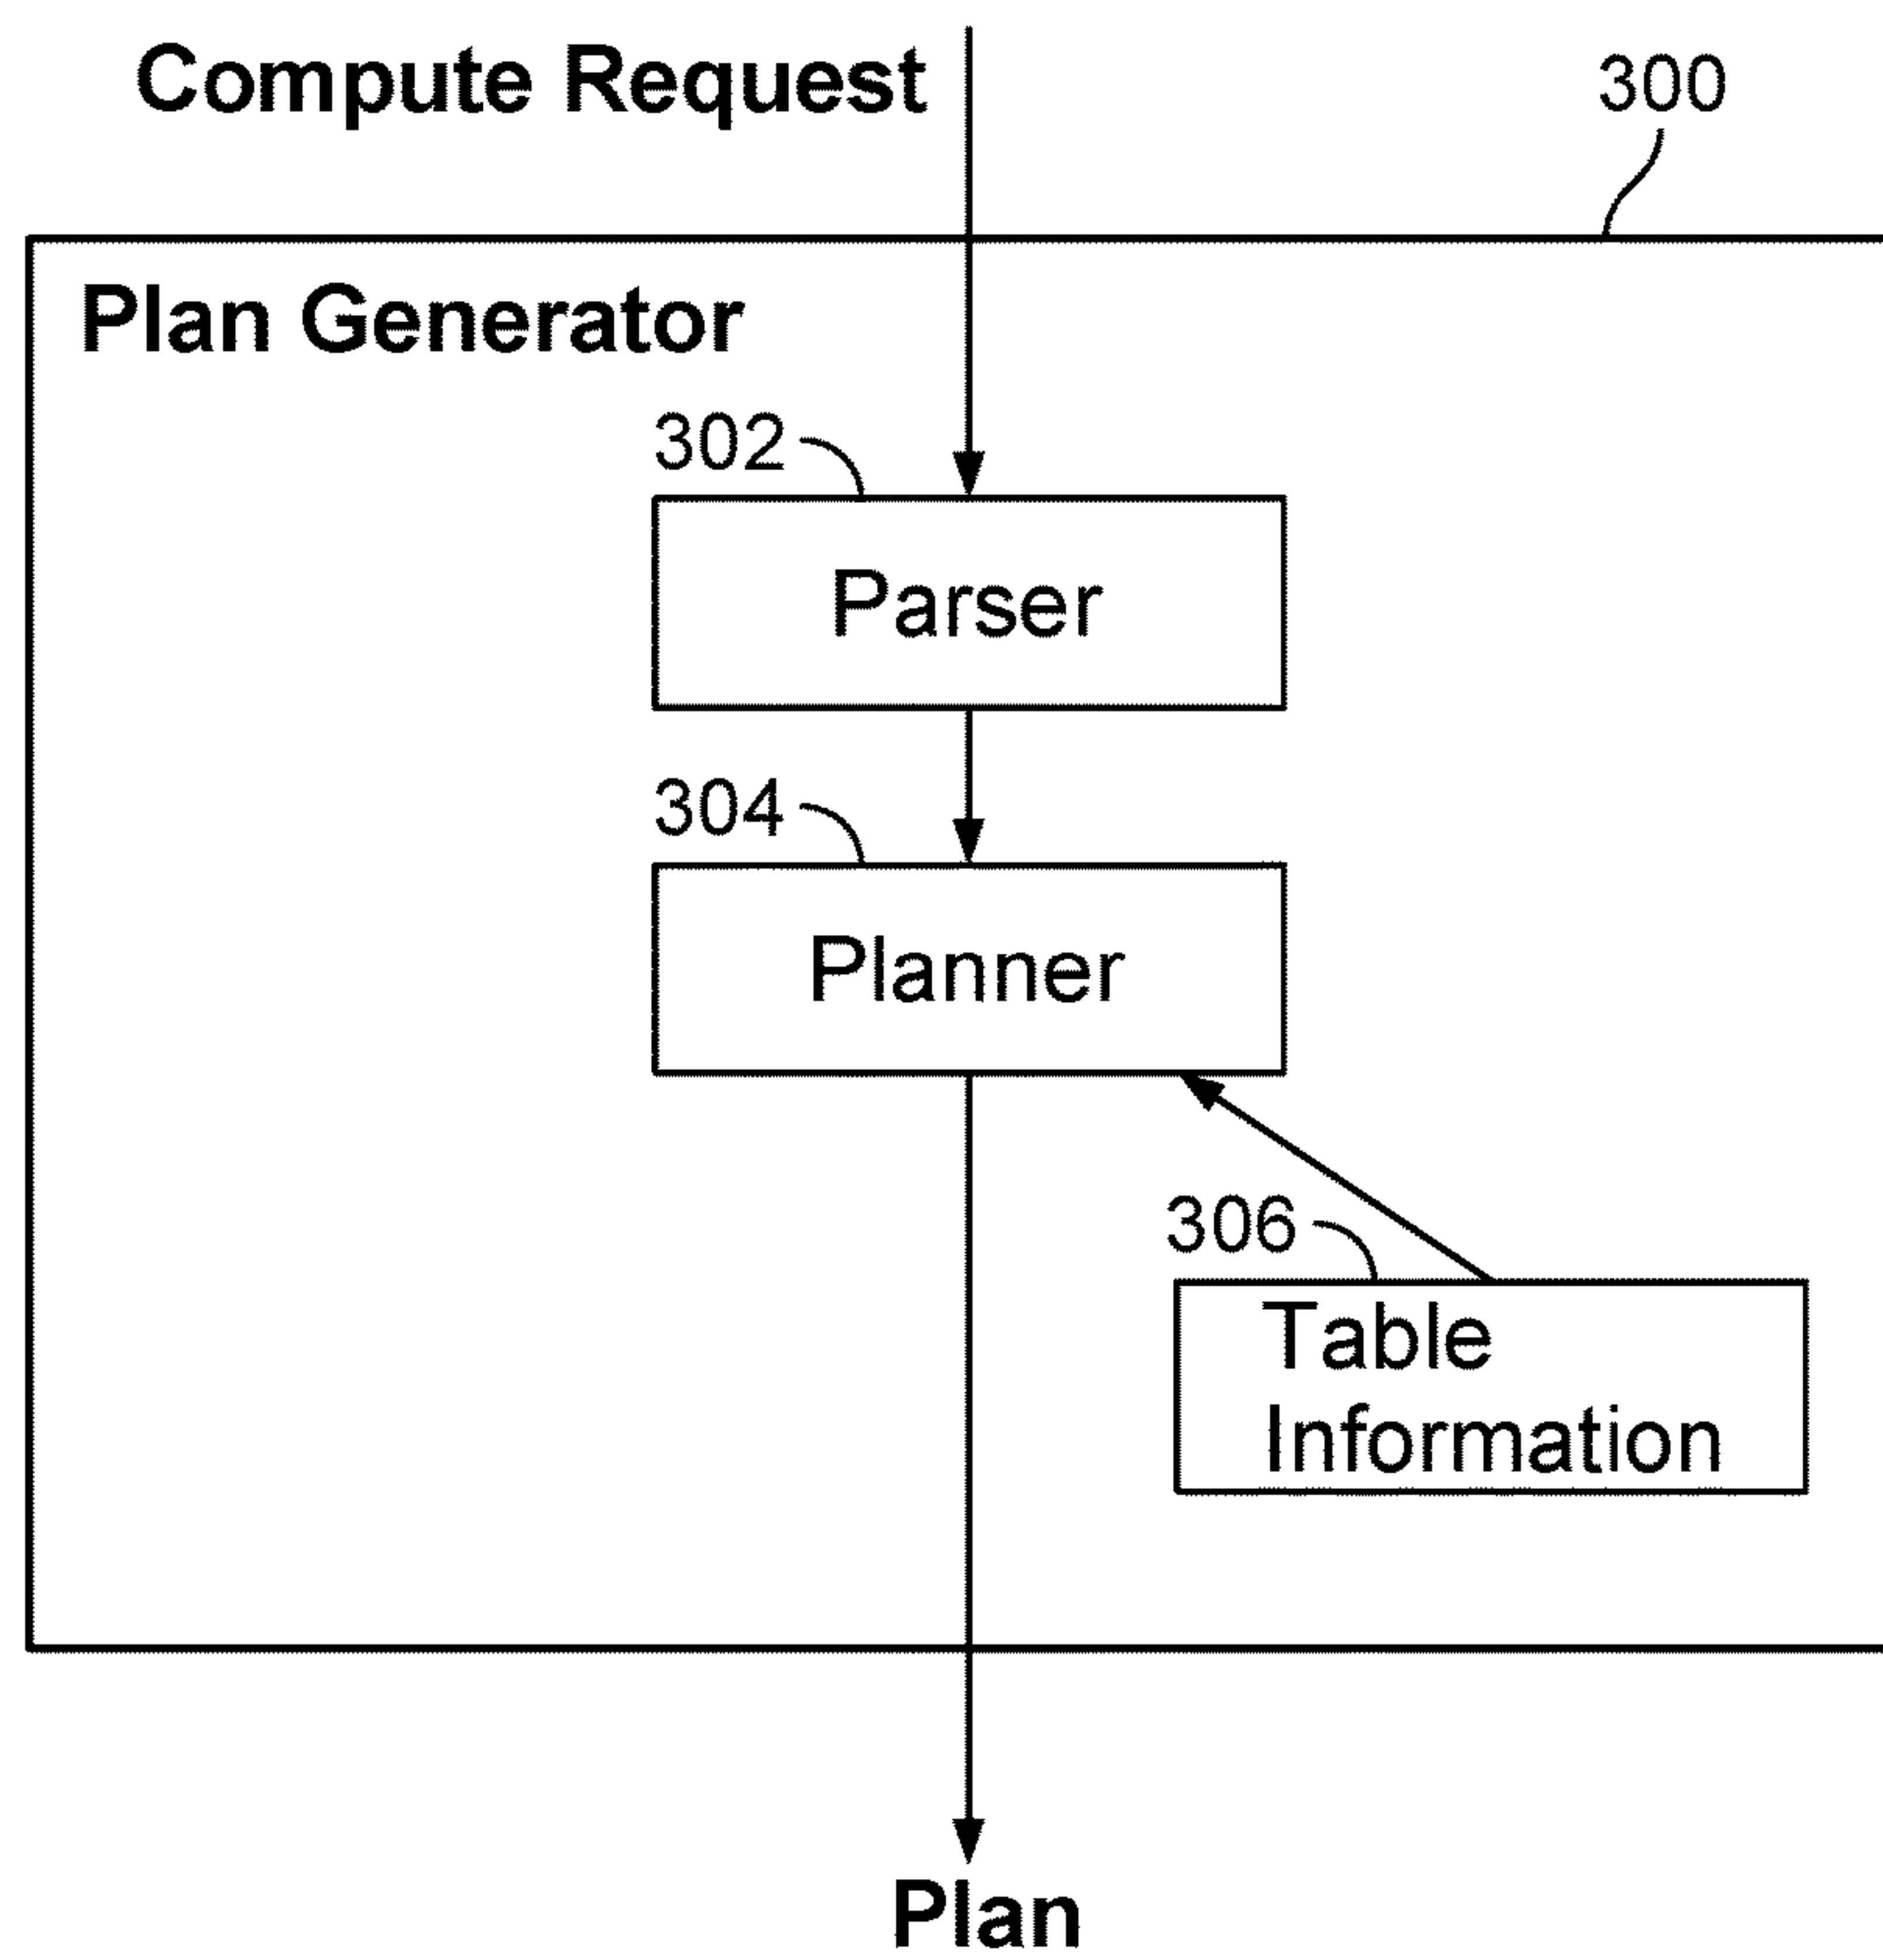 Compute Request
300
Plan Generator
302
Parser
304
Planner
306
Table
Information
Plan